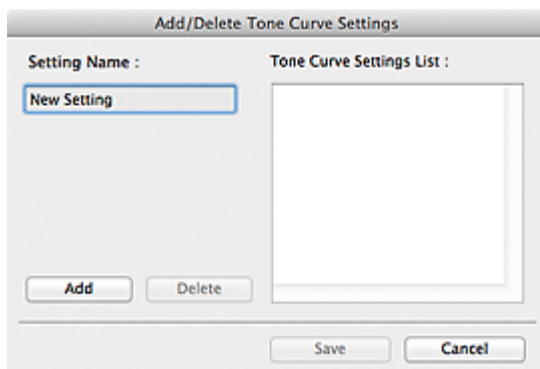 Add/Delete Tone Curve Settings
Setting Name :
Tone Curve Settings List :
New Setting
Add
Delete
Save
Cancel